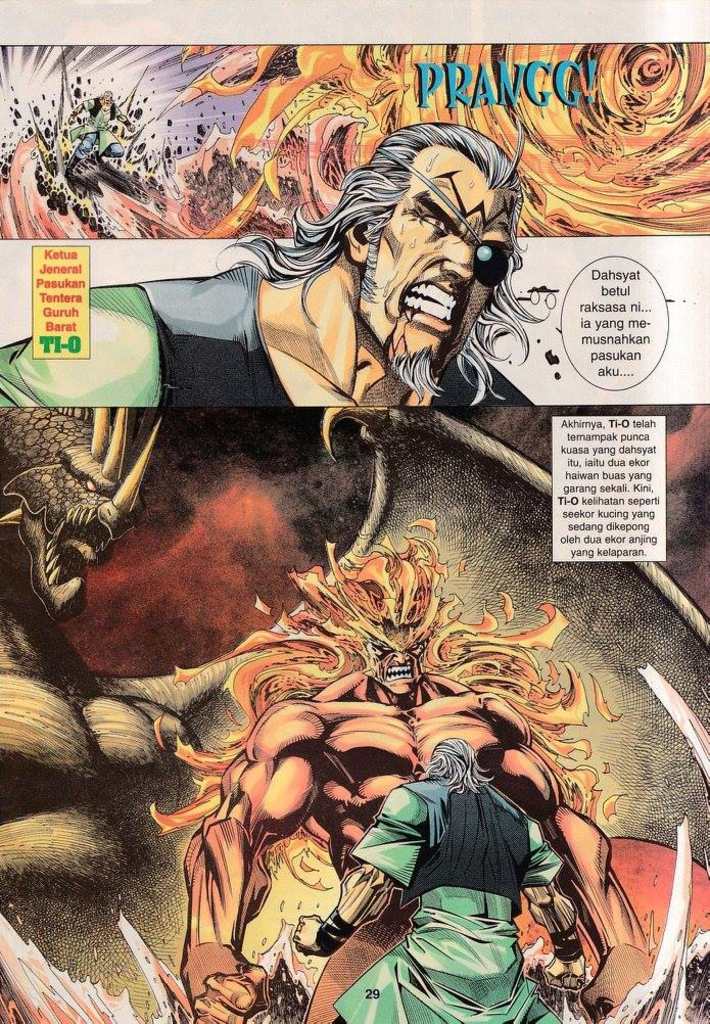 PRANGG!
Ketua
Jeneral
Pasukan
Tentera
Guruh
Barat
TI-O
Dahsyat
betul
raksasa ni...
ia yang me-
musnahkan
pasukan
aku....
Akhirnya, Ti-O telah
ternampak punca
kuasa yang dahsyat
itu, iaitu dua ekor
haiwan buas yang
garang sekali. Kini,
Ti-O kelihatan seperti
seekor kucing yang
sedang dikepong
oleh dua ekor anjing
yang kelaparan.
29